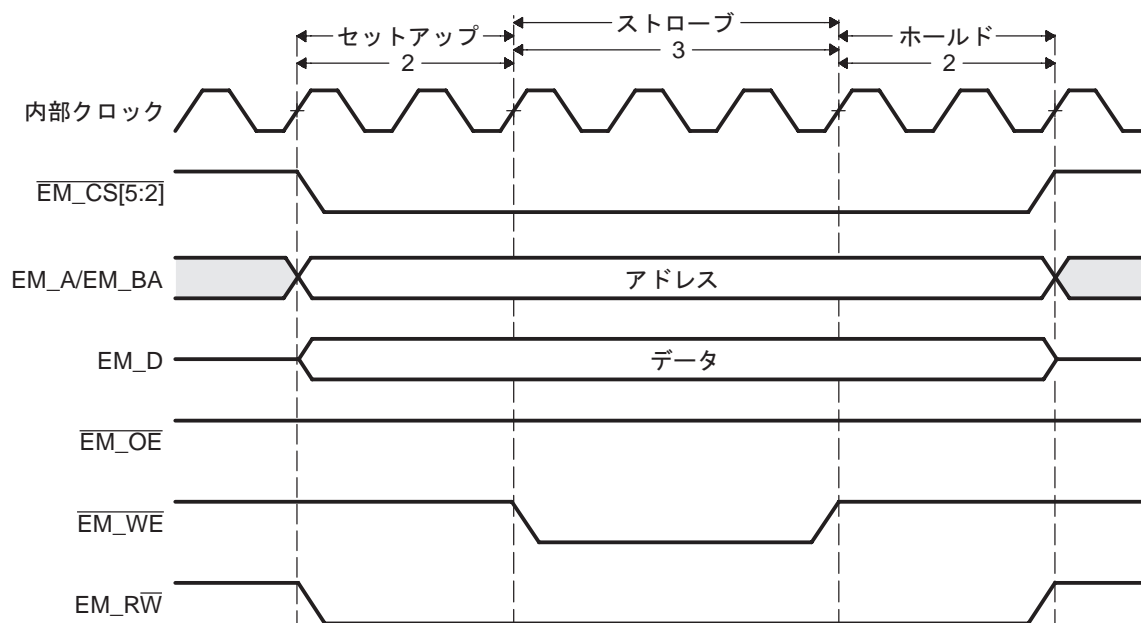 セットアップ
2
ストローブ
3
ホールド
2
内部クロック
EM_CS[5:2]
EM_A/EM_BA
アドレス
EM_D
データ
EM_OE
EM_WE
EM_RW